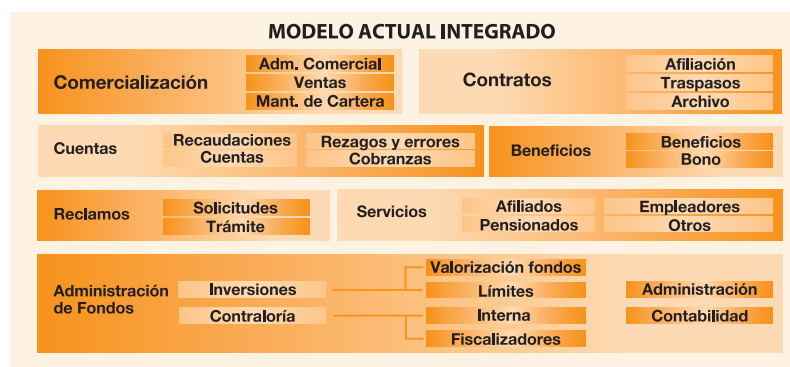 MODELO ACTUAL INTEGRADO
Comercialización
Adm. Comercial
Ventas
Mant. de Cartera
Contratos
Afiliación
Traspasos
Archivo
Cuentas
Recaudaciones
Cuentas
Rezagos y errores
Cobranzas
Beneficios
Beneficios
Bono
Reclamos
Solicitudes
Trámite
Servicios
Afiliados
Pensionados
Empleadores
Otros
Administración
de Fondos
Inversiones
Contraloría
Valorización fondos
Límites
Interna
Fiscalizadores
Administración
Contabilidad